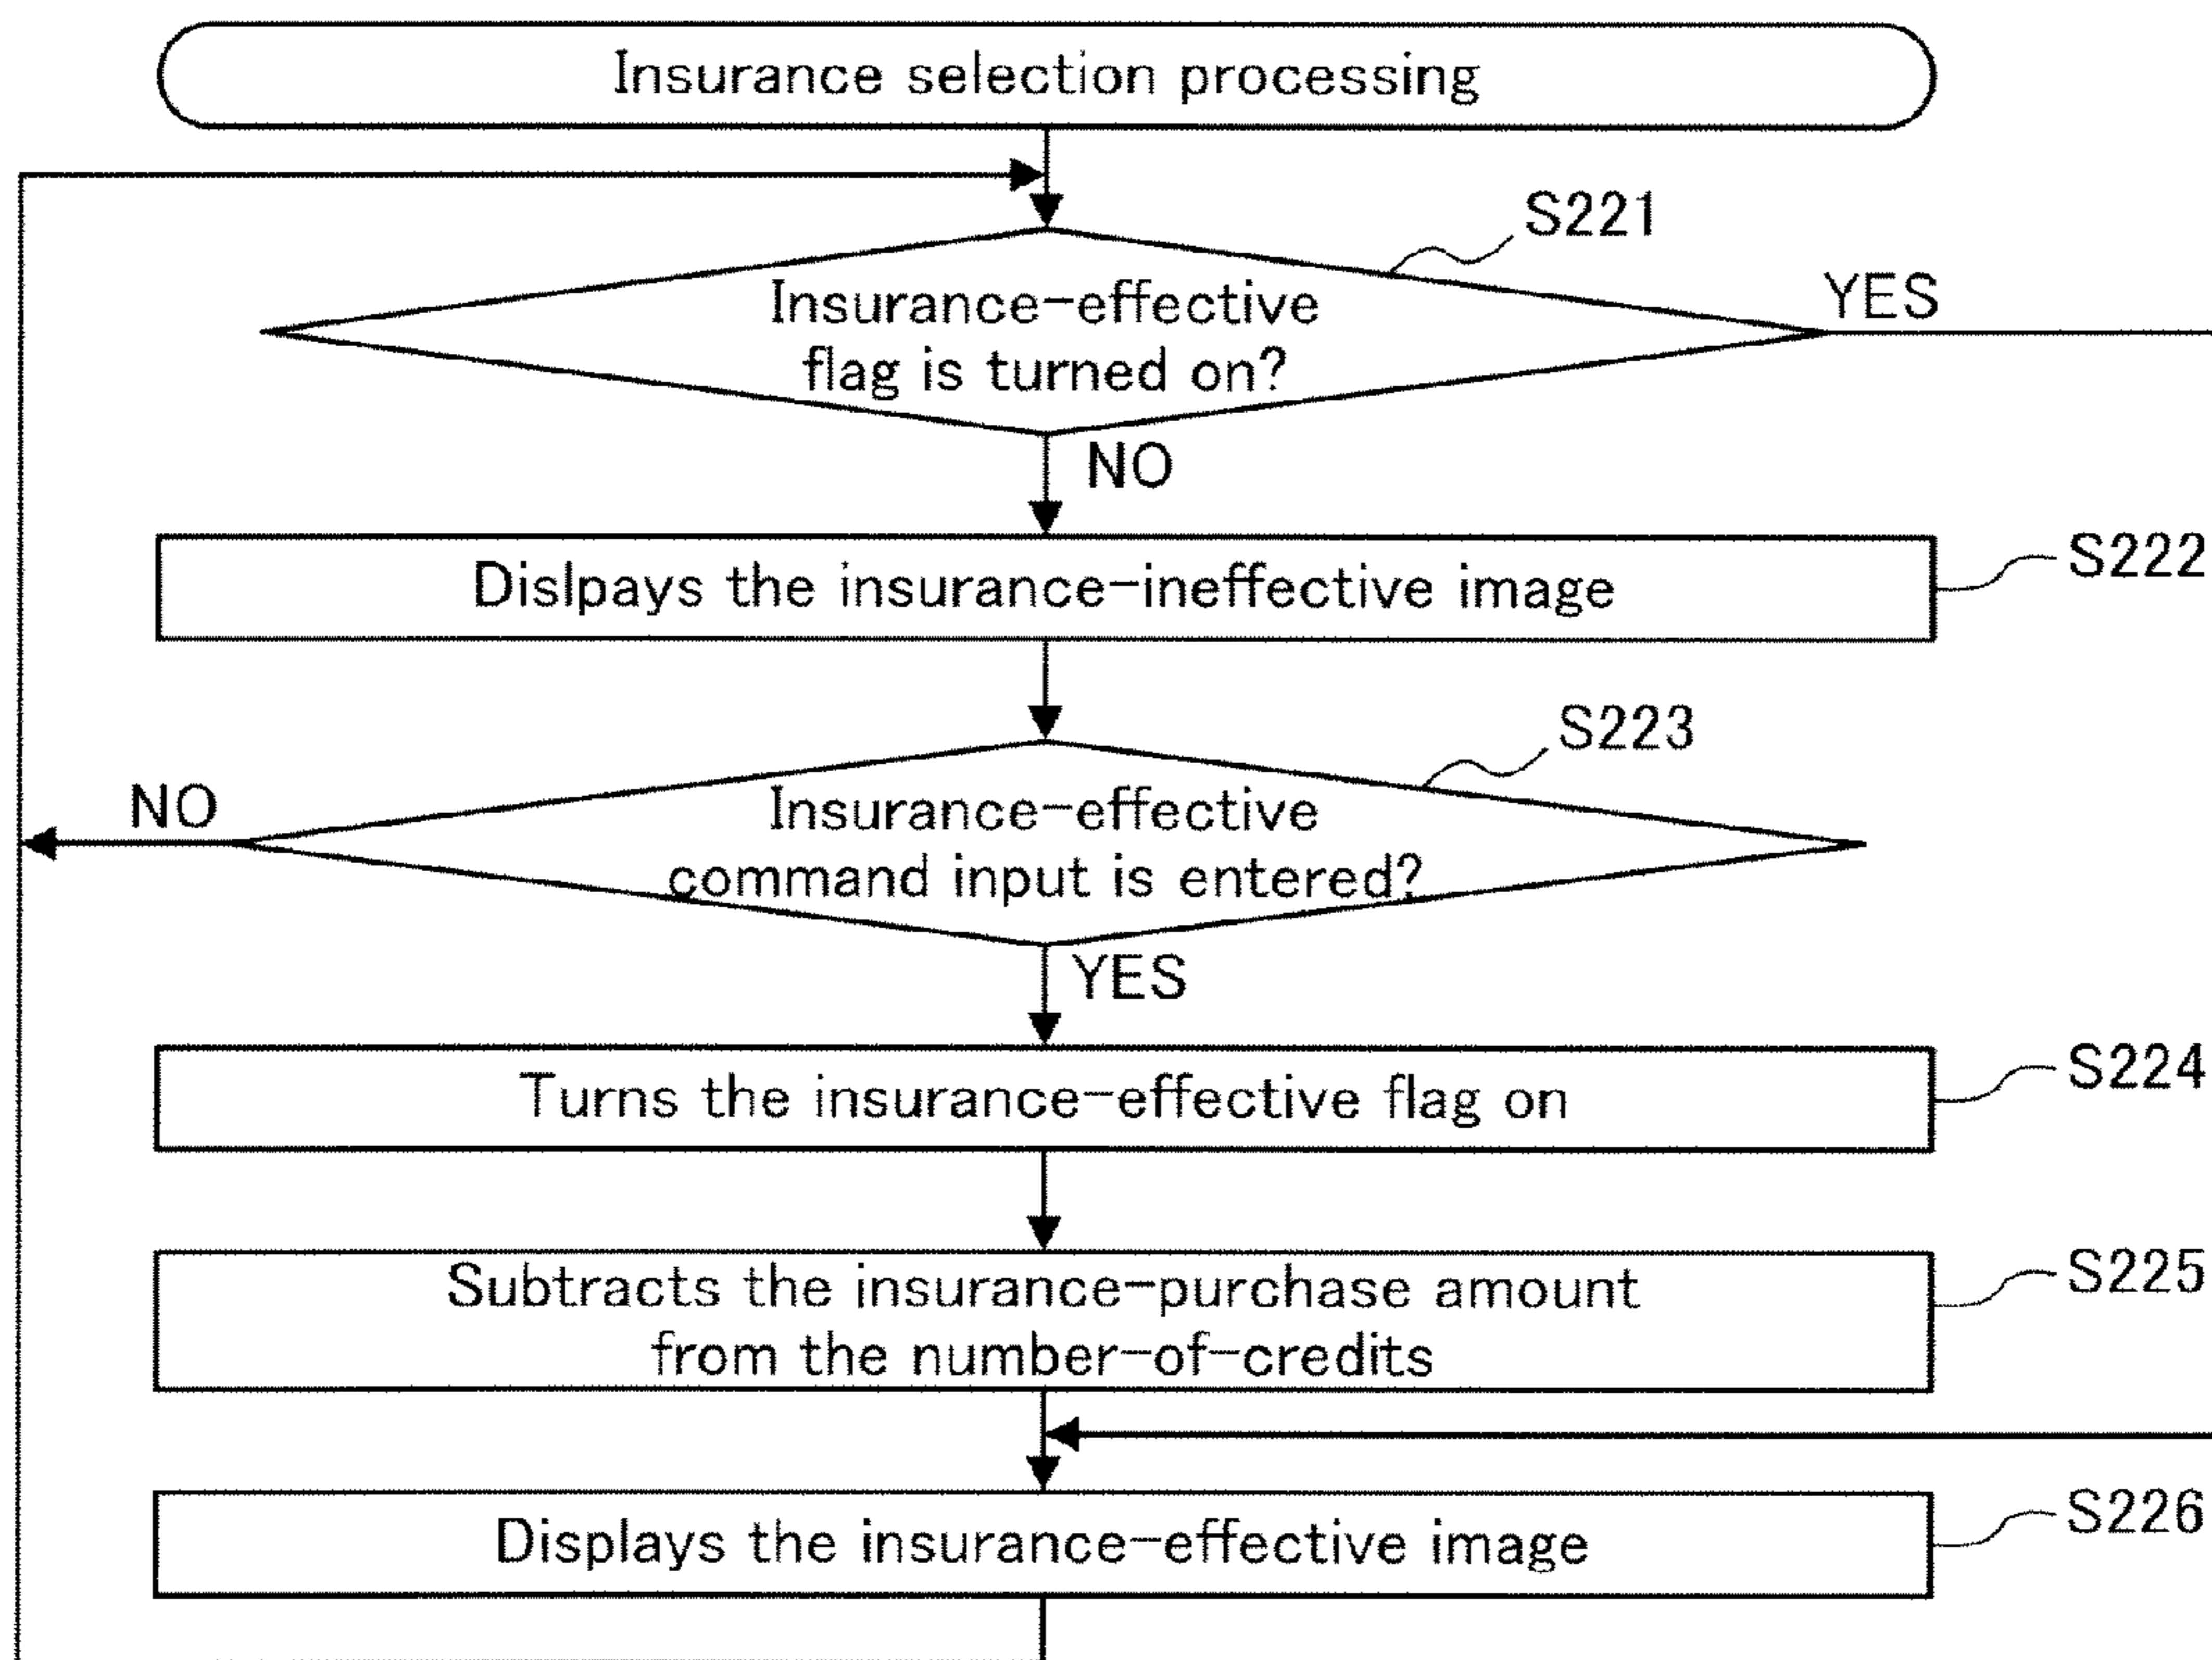 Insurance selection processing
S221
YES
Insurance-effective
flag is turned on?
NO
Dislpays the insurance-ineffective image
S222
S223
NO
Insurance-effective
command input is entered?
YES
Turns the insurance-effective flag on
S224
Subtracts the insurance-purchase amount
from the number-of-credits
S225
Displays the insurance-effective image
S226